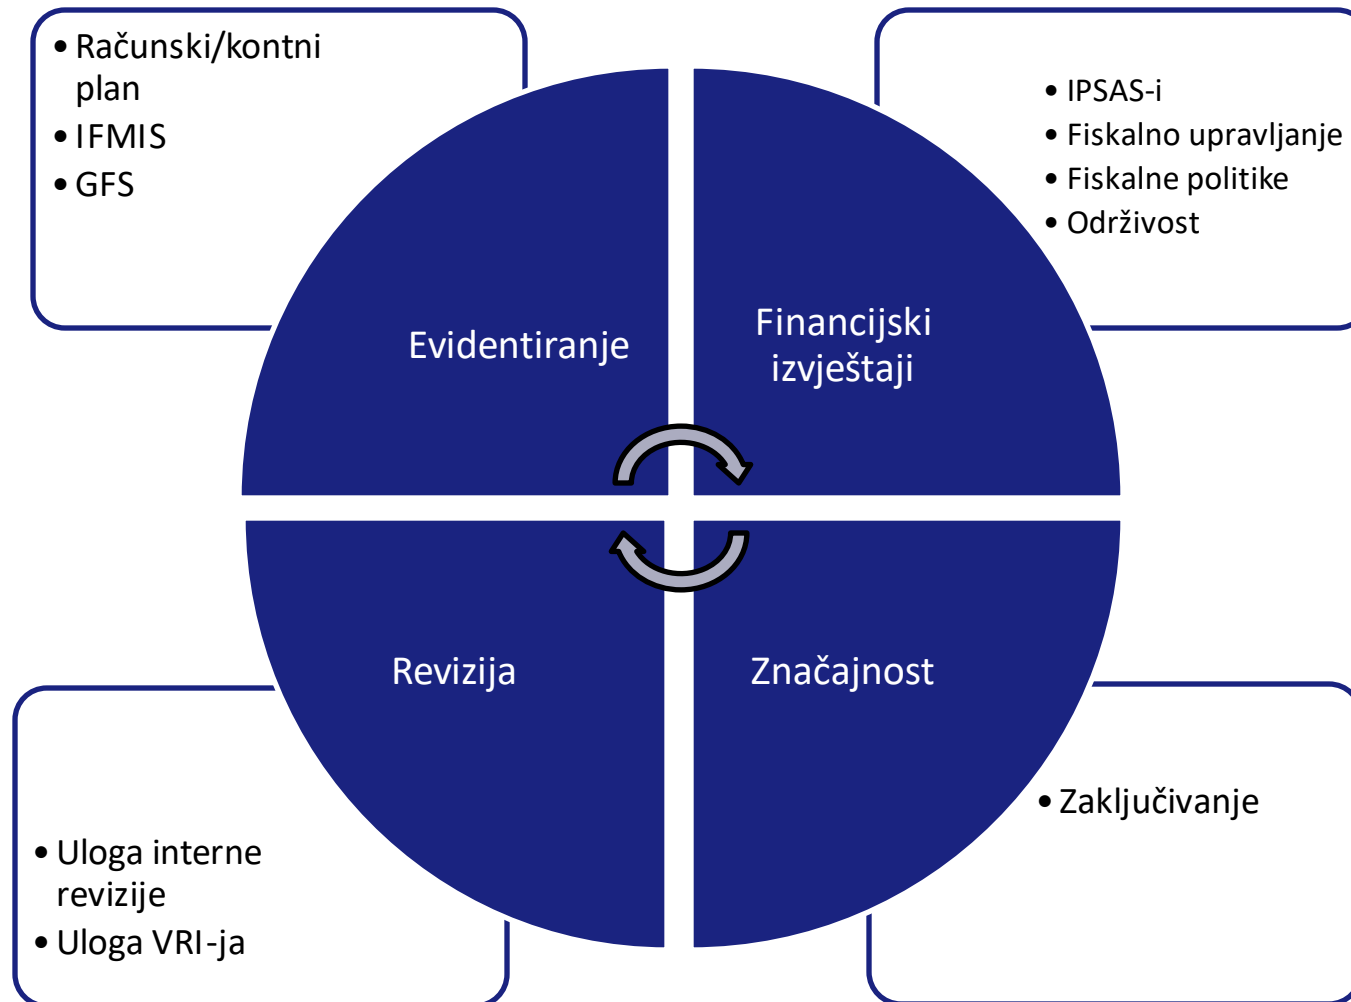 • Računski/kontni
plan
• IFMIS
• GFS
• IPSAS-i
• Fiskalno upravljanje
• Fiskalne politike
• Održivost
Evidentiranje
Financijski
izvještaji
Revizija
Značajnost
• Uloga interne
revizije
• Uloga VRI-ja
• Zaključivanje